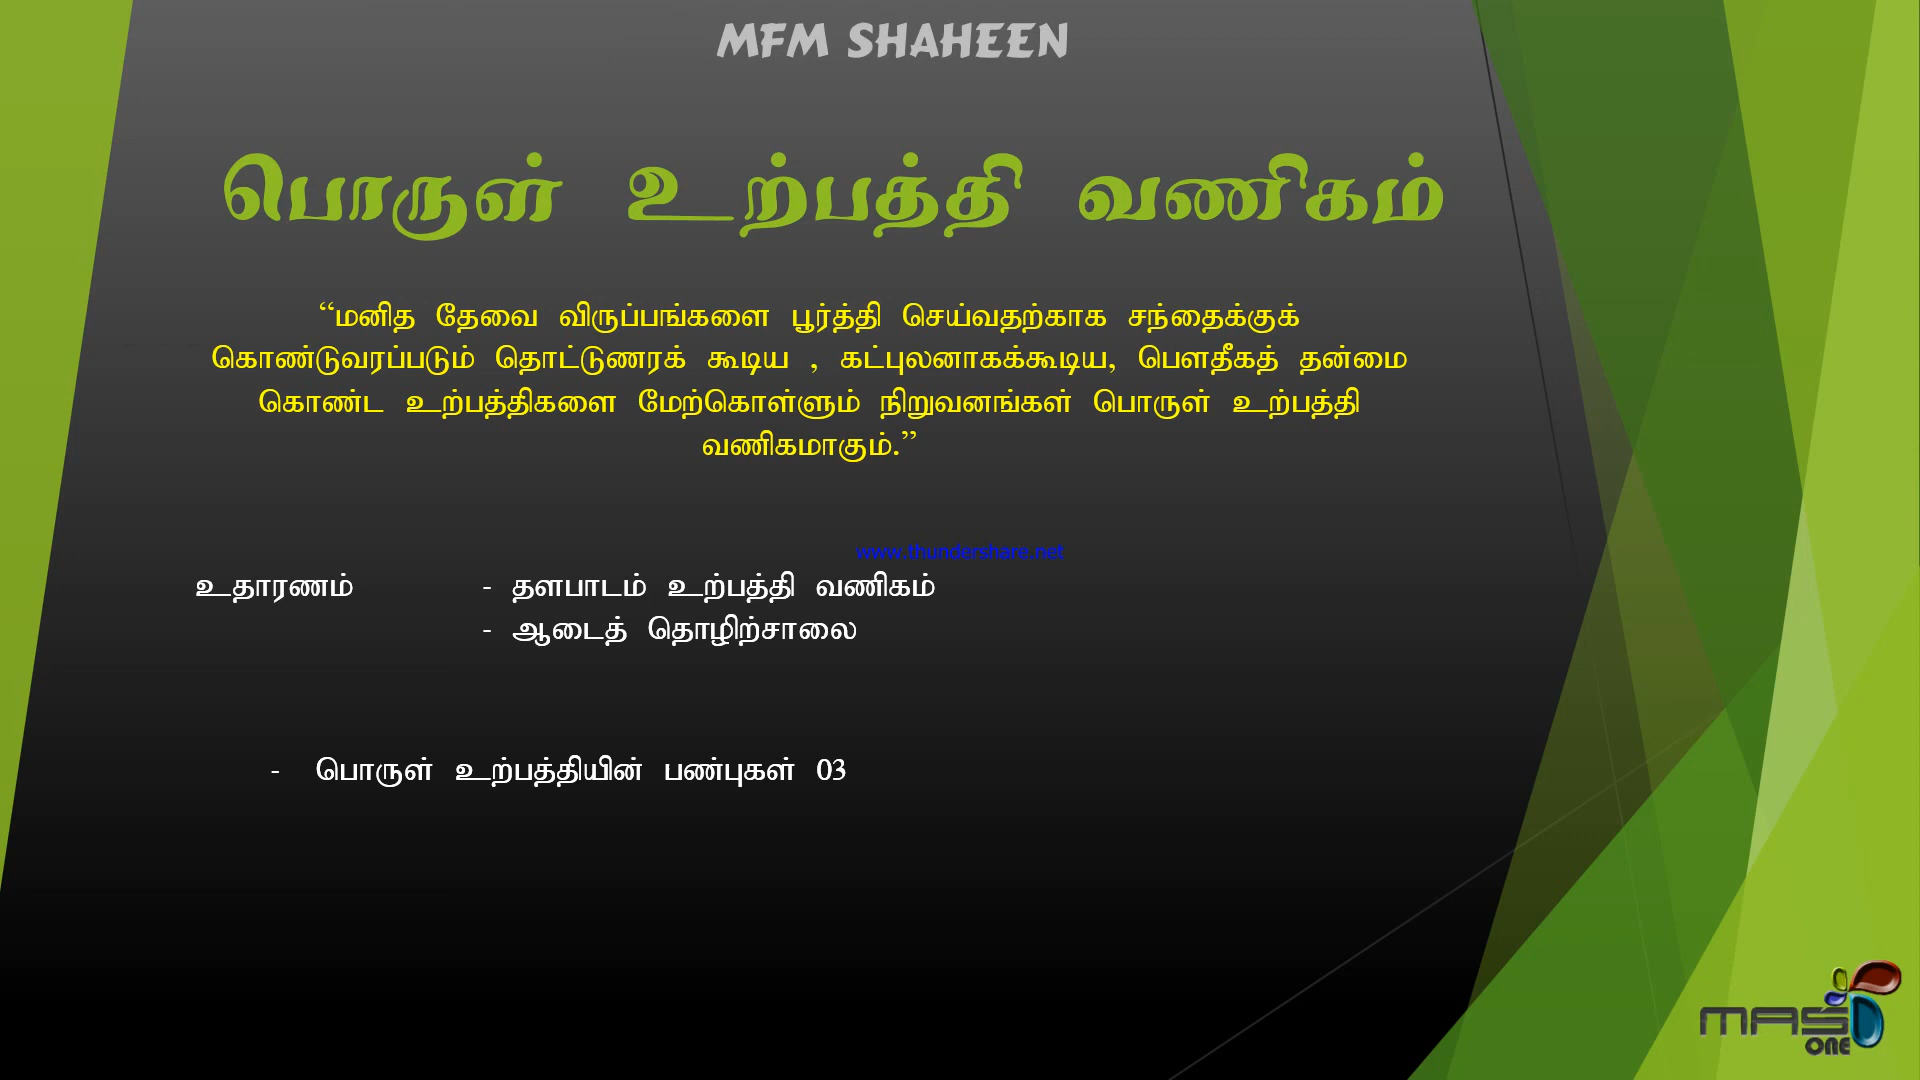 MFM SHAHEEN
பொருள் உற்பத்தி வணிகம்
“மனித தேவை விருப்பங்களை பூர்த்தி செய்வதற்காக சந்தைக்குக்
கொண்டுவரப்படும் தொட்டுணரக் கூடிய , கட்புலனாகக்கூடிய, பௌதீகத் தன்மை
கொண்ட உற்பத்திகளை மேற்கொள்ளும் நிறுவனங்கள் பொருள் உற்பத்தி
வணிகமாகும்.”
www.thundershare.net
உதாரணம் - தளபாடம் உற்பத்தி வணிகம்
- ஆடைத் தொழிற்சாலை
- பொருள் உற்பத்தியின் பண்புகள் 03
MAS
ONE